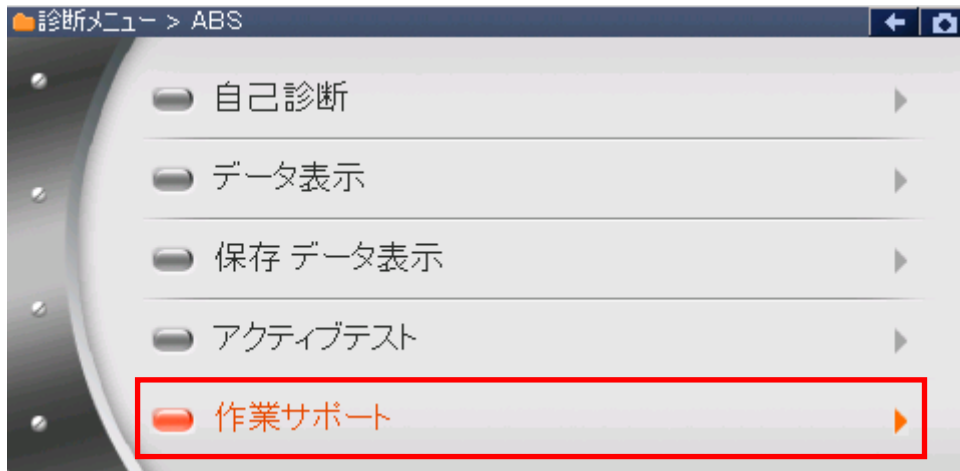 診断メニュー > ABS
自己診断
データ表示
保存 データ表示
アクティブテスト
作業サポート